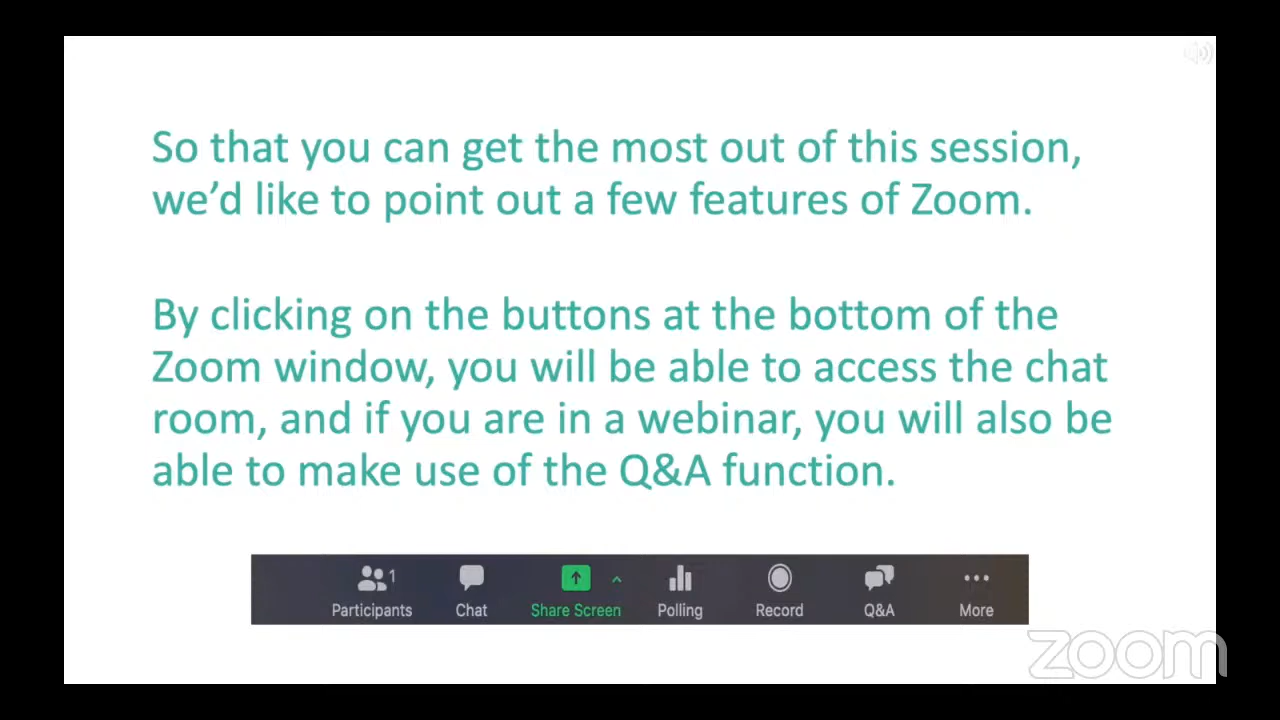 So that you can get the most out of this session,
we’d like to point out a few features of Zoom.
By clicking on the buttons at the bottom of the
Zoom window, you will be able to access the chat
room, and if you are in a webinar, you will also be
able to make use of the Q&A function.
1
Participants Chat Share Screen Polling Record Q&A More
zoom